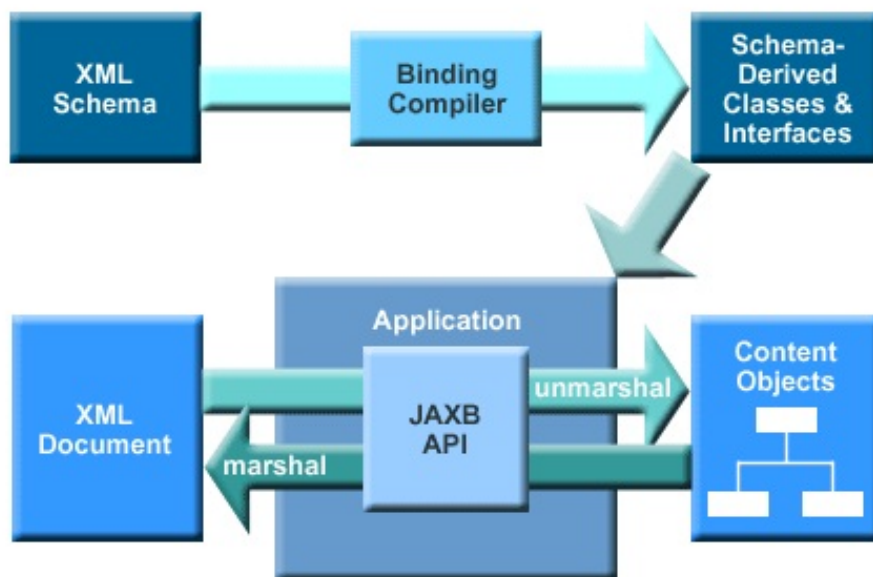 XML
Schema
Binding
Compiler
Schema-
Derived
Classes &
Interfaces
Application
XML
Document
JAXB
API
unmarshal
marshal
Content
Objects